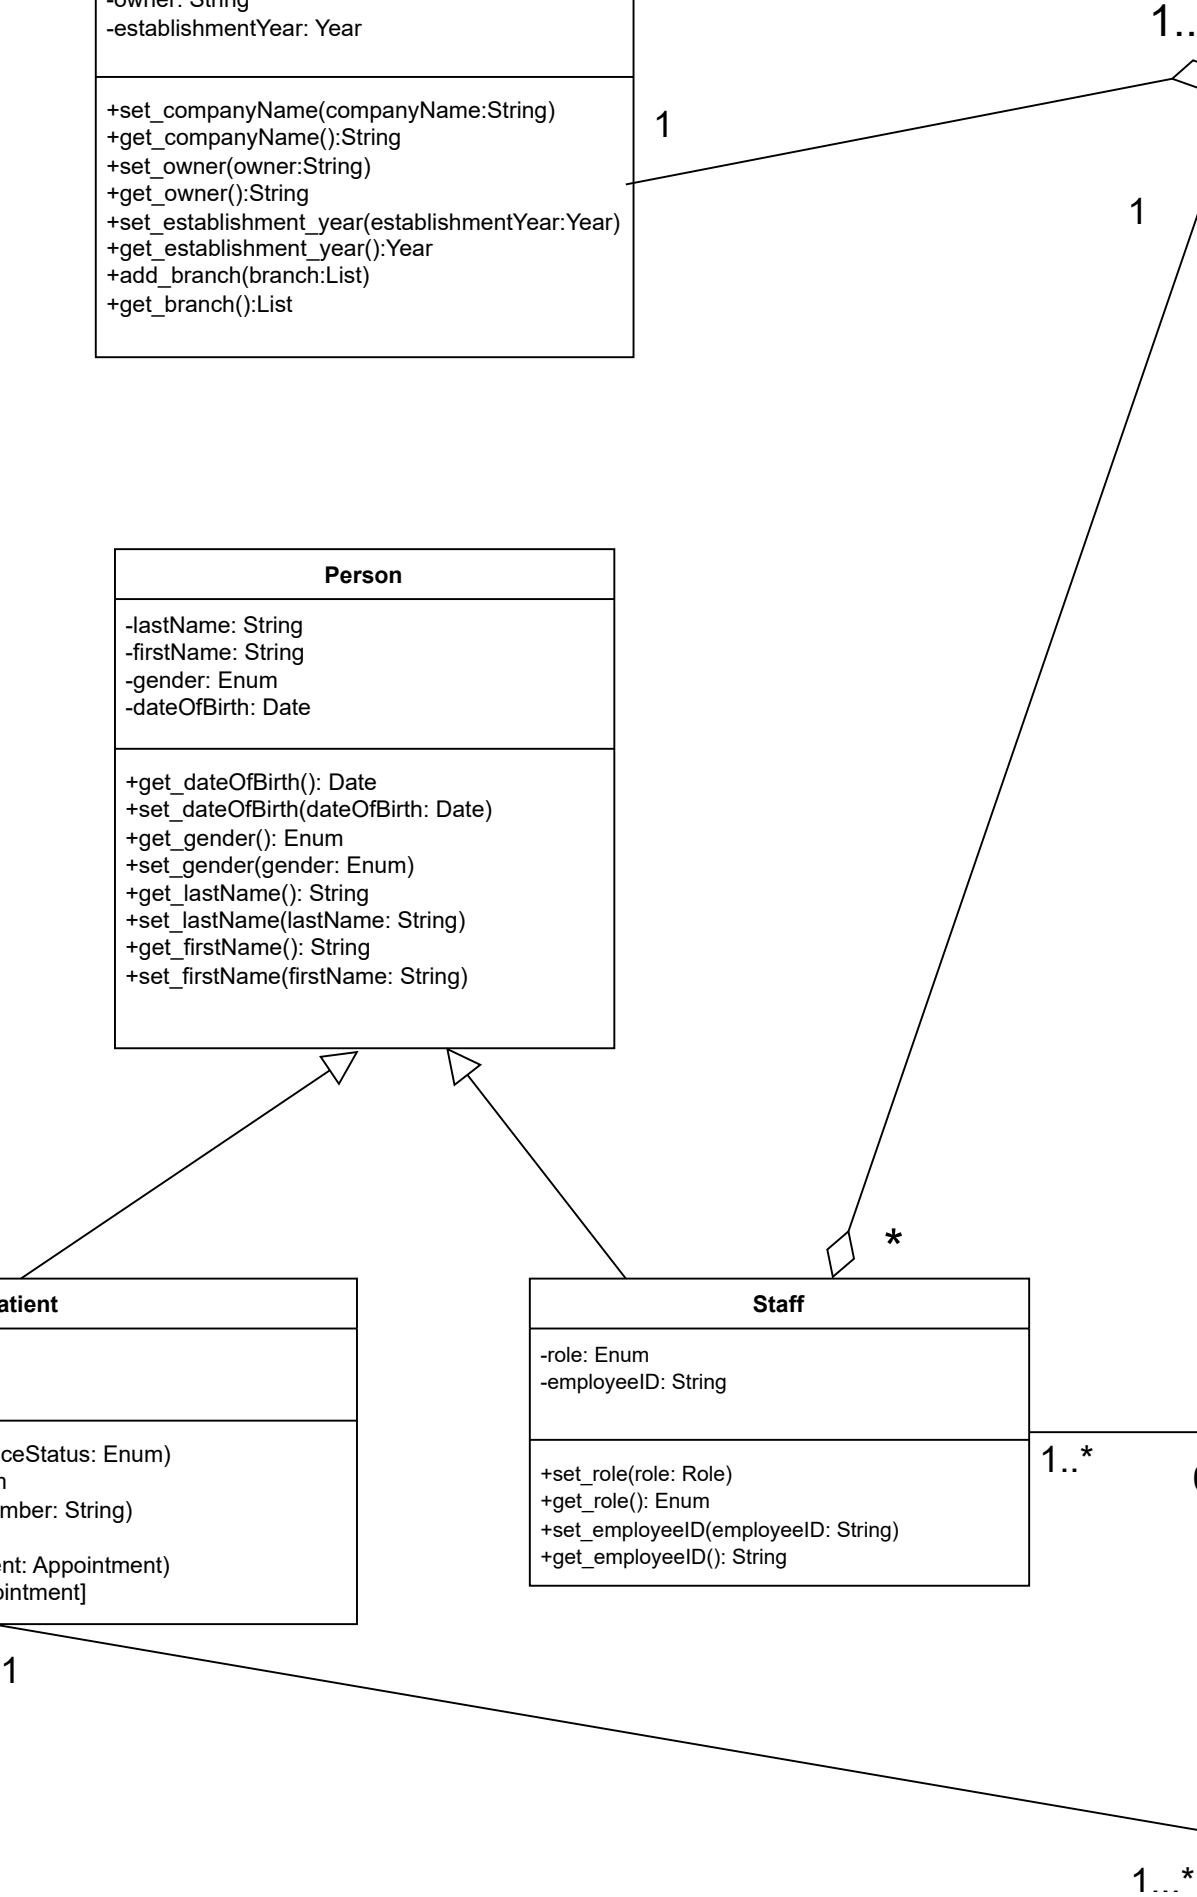 -owner: String
-establishmentYear: Year
+set_companyName(companyName:String)
+get_companyName():String
+set_owner(owner:String)
+get_owner():String
+set_establishment_year(establishmentYear:Year)
+get_establishment_year():Year
+add_branch(branch:List)
+get_branch():List
1
1..
1
Person
-lastName: String
-firstName: String
-gender: Enum
-dateOfBirth: Date
+get_dateOfBirth(): Date
+set_dateOfBirth(dateOfBirth: Date)
+get_gender(): Enum
+set_gender(gender: Enum)
+get_lastName(): String
+set_lastName(lastName: String)
+get_firstName(): String
+set_firstName(firstName: String)
*
atient
ceStatus: Enum)
mber: String)
ent: Appointment)
ointment]
1
Staff
-role: Enum
-employeeID: String
+set_role(role: Role)
+get_role(): Enum
+set_employeeID(employeeID: String)
+get_employeeID(): String
1..*
1...*